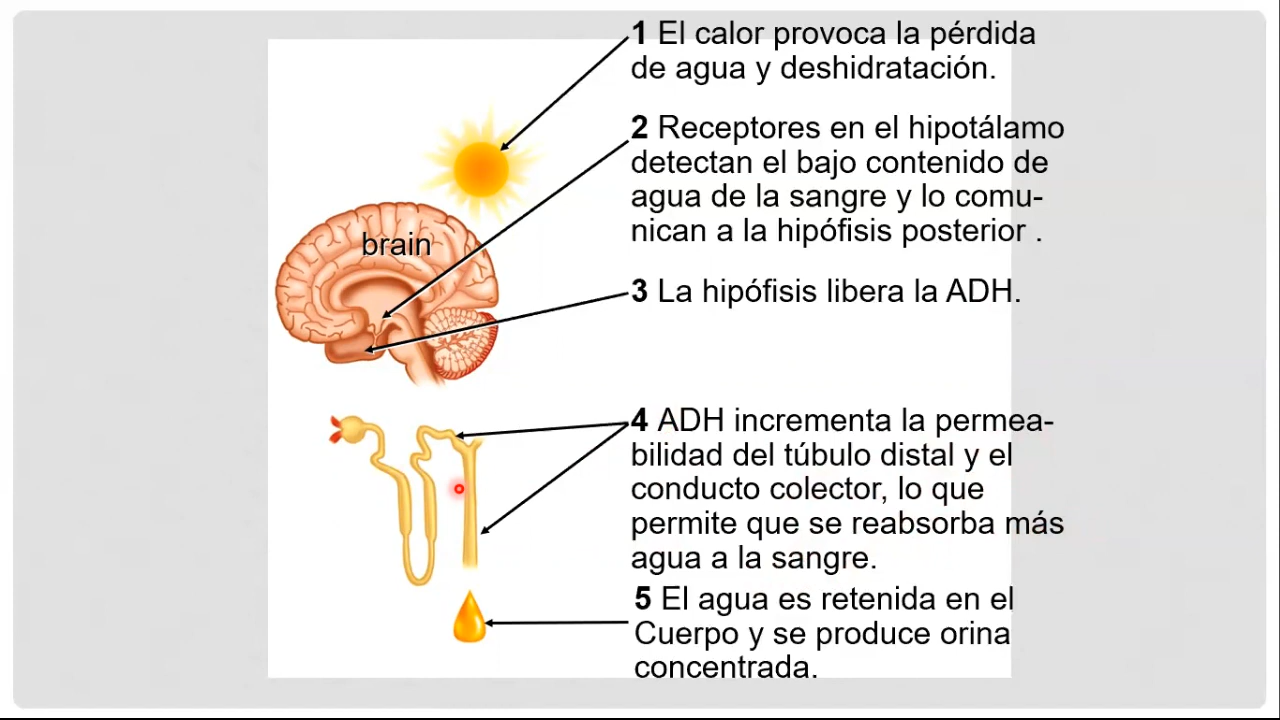 1 El calor provoca la pérdida
de agua y deshidratación.
2 Receptores en el hipotálamo
detectan el bajo contenido de
agua de la sangre y lo comu-
nican a la hipófisis posterior .
brain
3 La hipófisis libera la ADH.
4 ADH incrementa la permea-
bilidad del túbulo distal y el
conducto colector, lo que
permite que se reabsorba más
agua a la sangre.
5 El agua es retenida en el
Cuerpo y se produce orina
concentrada.